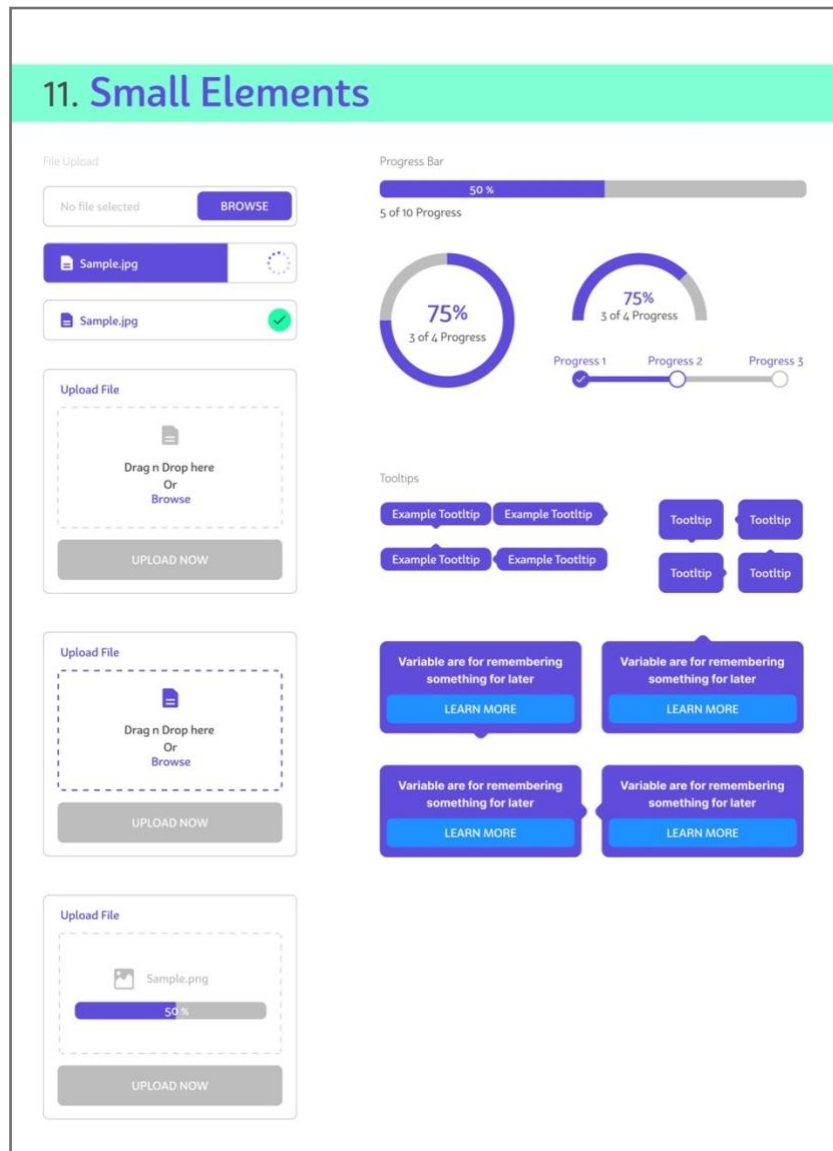 11. Small Elements
File Upload
No file selected
BROWSE
Sample.jpg
Sample.jpg
Upload File
Drag n Drop here
Or
Browse
UPLOAD NOW
Upload File
Drag n Drop here
Or
Browse
UPLOAD NOW
Upload File
Sample.png
50 %
UPLOAD NOW
Progress Bar
50 %
5 of 10 Progress
75%
3 of 4 Progress
75%
3 of 4 Progress
Progress 1 Progress 2 Progress 3
Tooltips
Example Tootltip Example Tootltip
Example Tootltip Example Tootltip
Tootltip Tootltip
Tootltip Tootltip
Variable are for remembering
something for later
LEARN MORE
Variable are for remembering
something for later
LEARN MORE
Variable are for remembering
something for later
LEARN MORE
Variable are for remembering
something for later
LEARN MORE